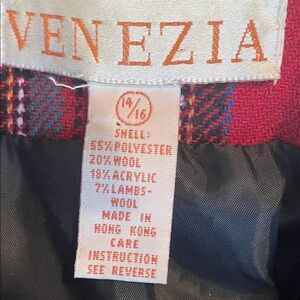 VENEZIA
14/16
SHELL:
55% POLYESTER
20% WOOL
18% ACRYLIC
7% LAMBS-
WOOL
MADE IN
HONG KONG
CARE
INSTRUCTION
SEE REVERSE